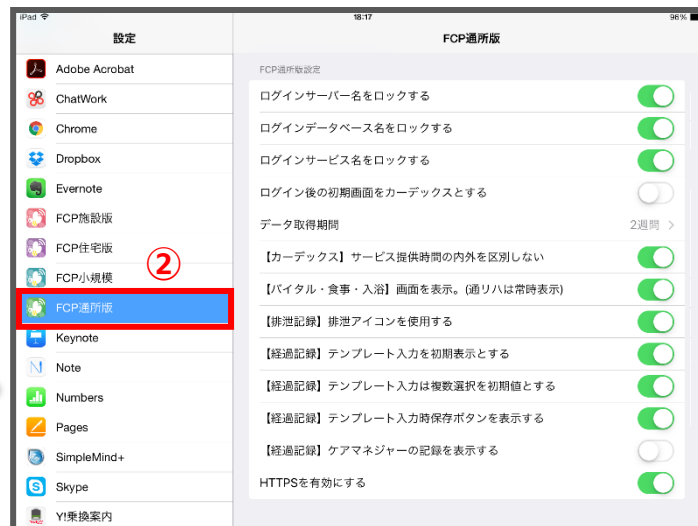 iPad 18:17 96%
設定
FCP通所版
Adobe Acrobat
ChatWork
Chrome
Dropbox
Evernote
FCP施設版
FCP住宅版
FCP小規模
②
FCP通所版
Keynote
Note
Numbers
Pages
SimpleMind+
Skype
Y!乗換案内
FCP通所版設定
ログインサーバー名をロックする
ログインデータベース名をロックする
ログインサービス名をロックする
ログイン後の初期画面をカーデックスとする
データ取得期間 2週間 >
【カーデックス】サービス提供時間の内外を区別しない
【バイタル・食事・入浴】画面を表示。(通リハは常時表示)
【排泄記録】排泄アイコンを使用する
【経過記録】テンプレート入力を初期表示とする
【経過記録】テンプレート入力は複数選択を初期値とする
【経過記録】テンプレート入力時保存ボタンを表示する
【経過記録】ケアマネジャーの記録を表示する
HTTPSを有効にする